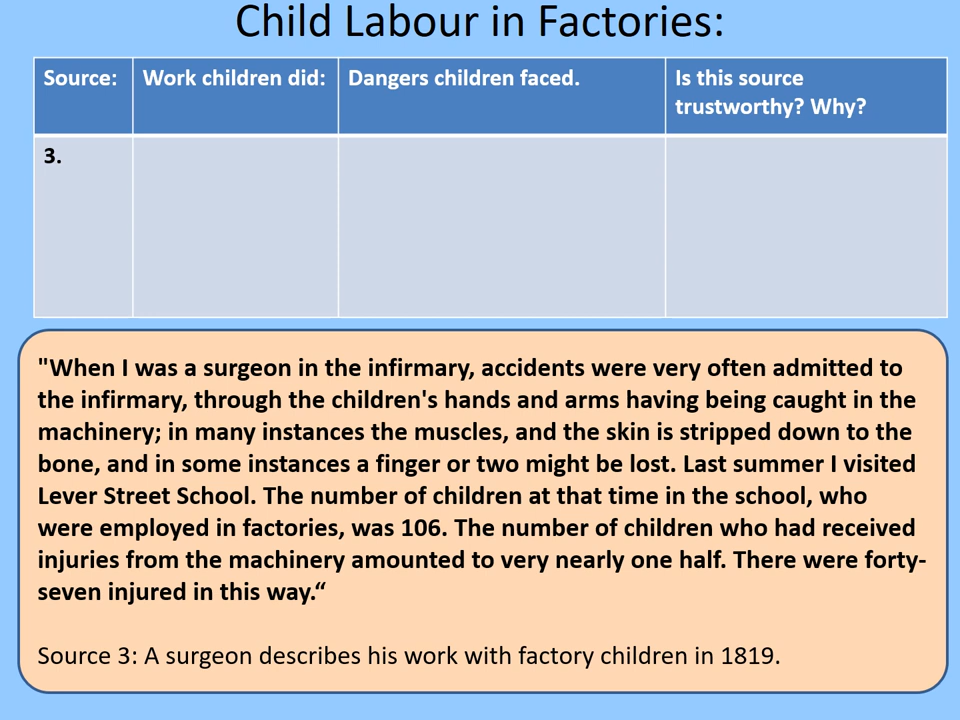 Child Labour in Factories:
Source: Work children did: Dangers children faced. Is this source trustworthy? Why?
3.
"When I was a surgeon in the infirmary, accidents were very often admitted to
the infirmary, through the children's hands and arms having being caught in the
machinery; in many instances the muscles, and the skin is stripped down to the
bone, and in some instances a finger or two might be lost. Last summer I visited
Lever Street School. The number of children at that time in the school, who
were employed in factories, was 106. The number of children who had received
injuries from the machinery amounted to very nearly one half. There were forty-
seven injured in this way.“
Source 3: A surgeon describes his work with factory children in 1819.